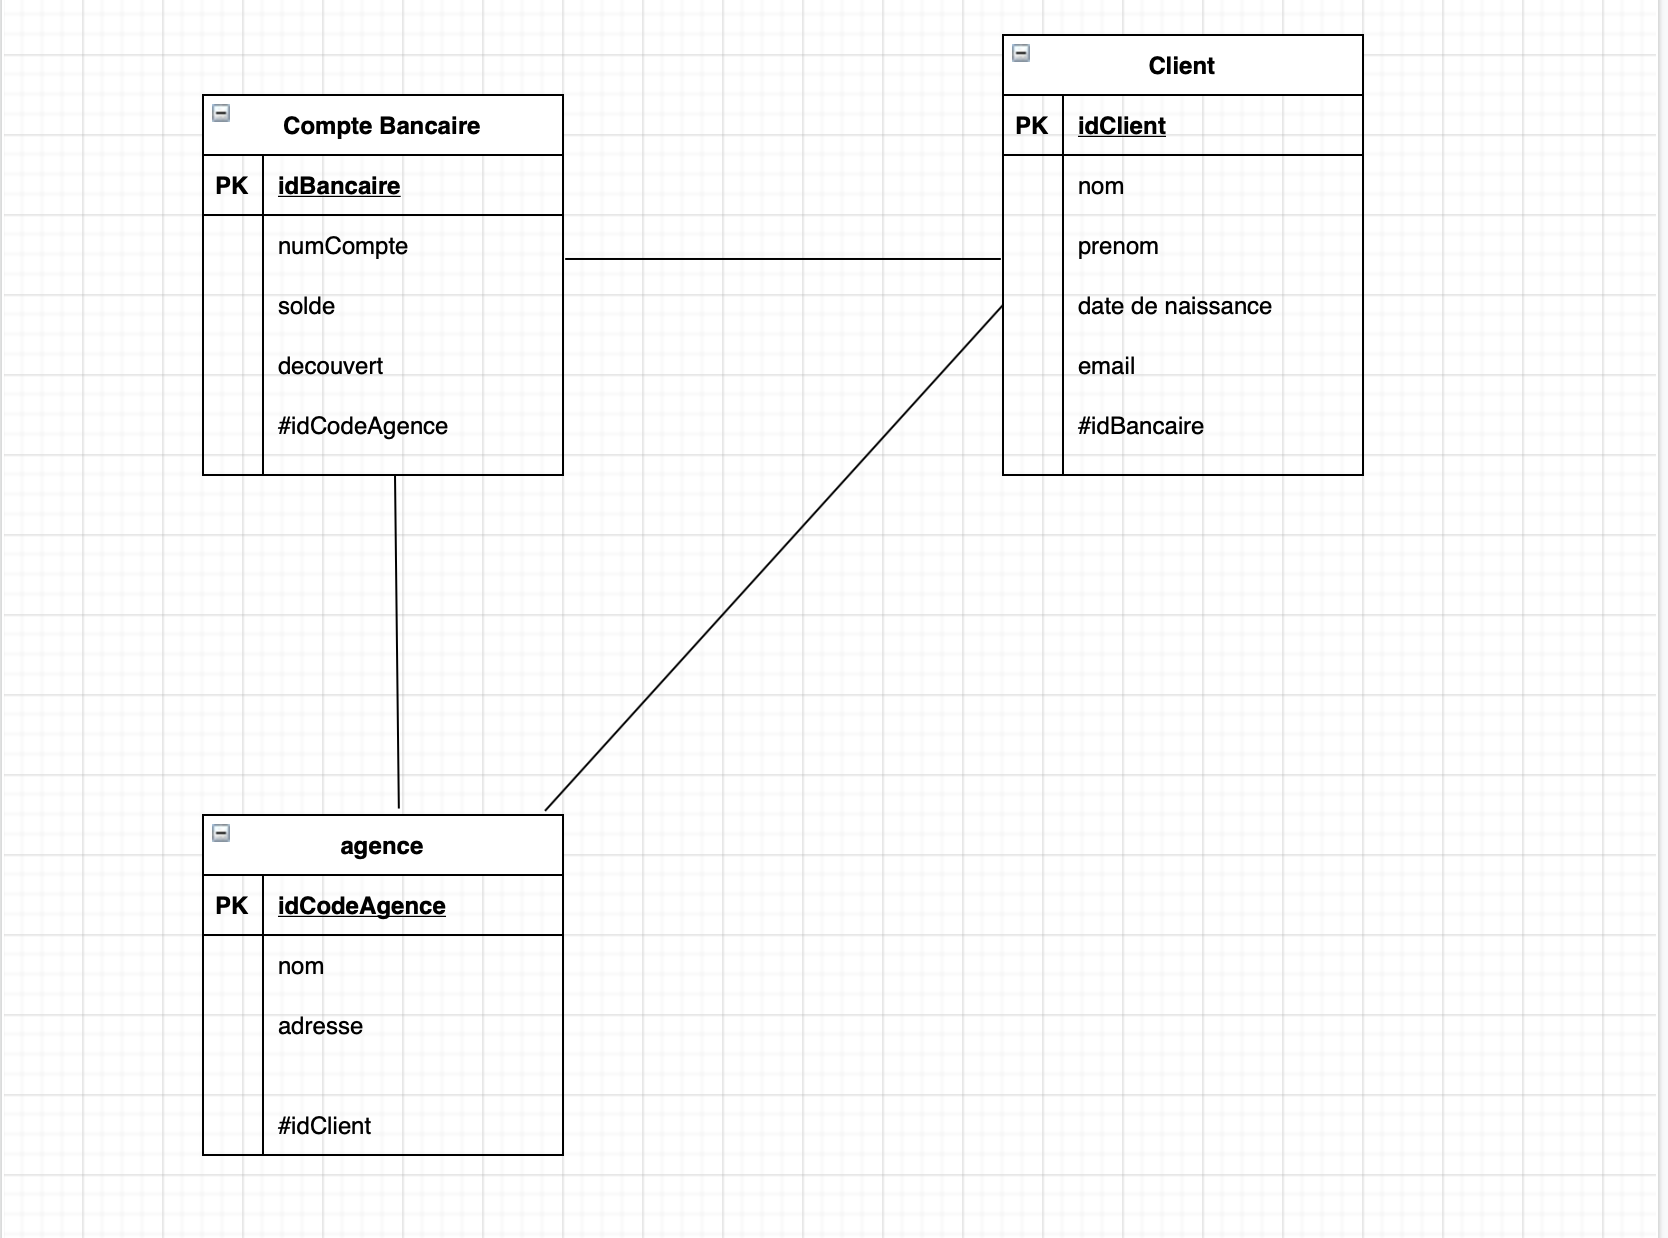 Compte Bancaire
PK idBancaire
numCompte
solde
decouvert
#idCodeAgence
Client
PK idClient
nom
prenom
date de naissance
email
#idBancaire
agence
PK idCodeAgence
nom
adresse
#idClient